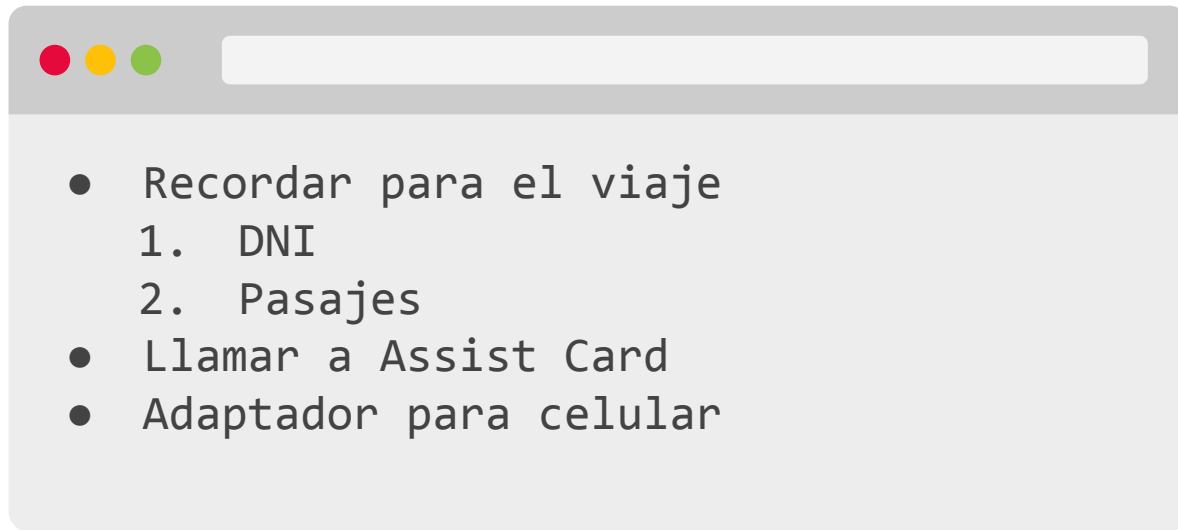 ● Recordar para el viaje
1. DNI
2. Pasajes
● Llamar a Assist Card
● Adaptador para celular